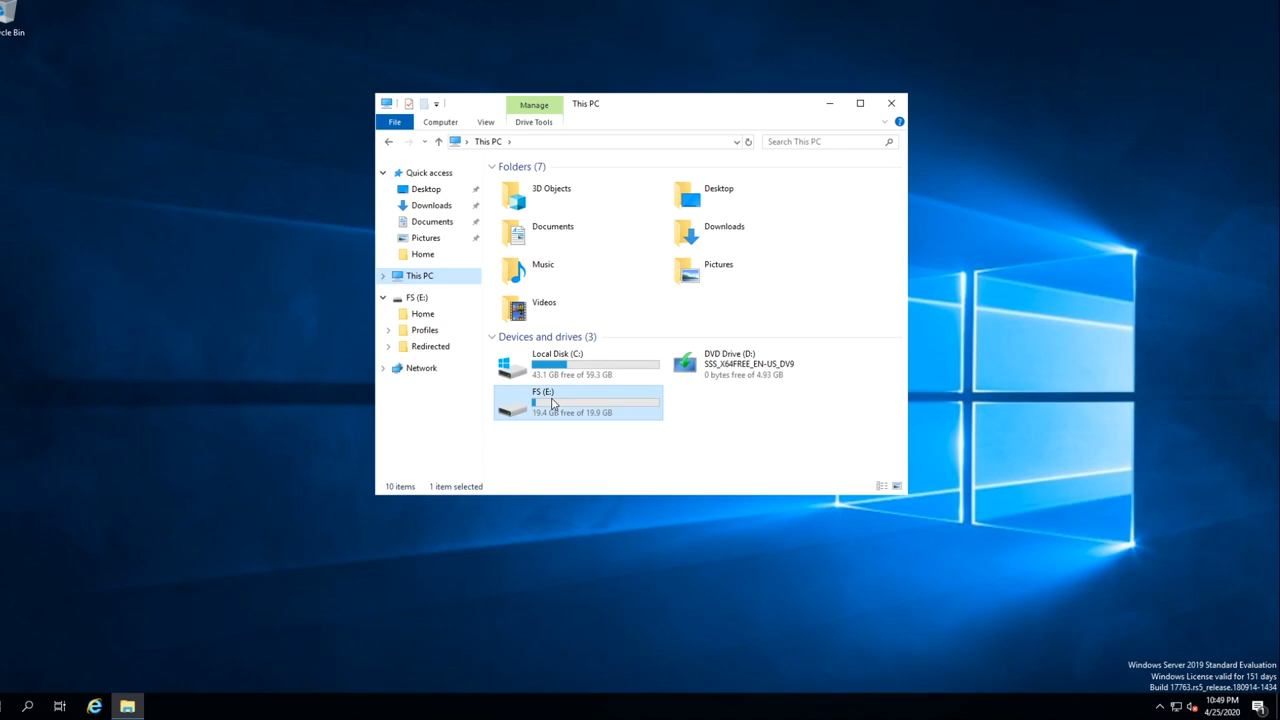 cle Bin
Manage
This PC
File
Computer
View
Drive Tools
This PC
Search This PC
Quick access
Desktop
Downloads
Documents
Pictures
Home
This PC
FS (E:)
Home
Profiles
Redirected
Network
Folders (7)
3D Objects
Desktop
Documents
Downloads
Music
Pictures
Videos
Devices and drives (3)
Local Disk (C:)
43.1 GB free of 59.3 GB
DVD Drive (D:)
SSS_X64FREE_EN-US_DV9
0 bytes free of 4.93 GB
FS (E:)
19.4 GB free of 19.9 GB
10 items
1 item selected
Windows Server 2019 Standard Evaluation
Windows License valid for 151 days
Build 17763.rs5_release.180914-1434
10:49 PM
4/25/2020
1